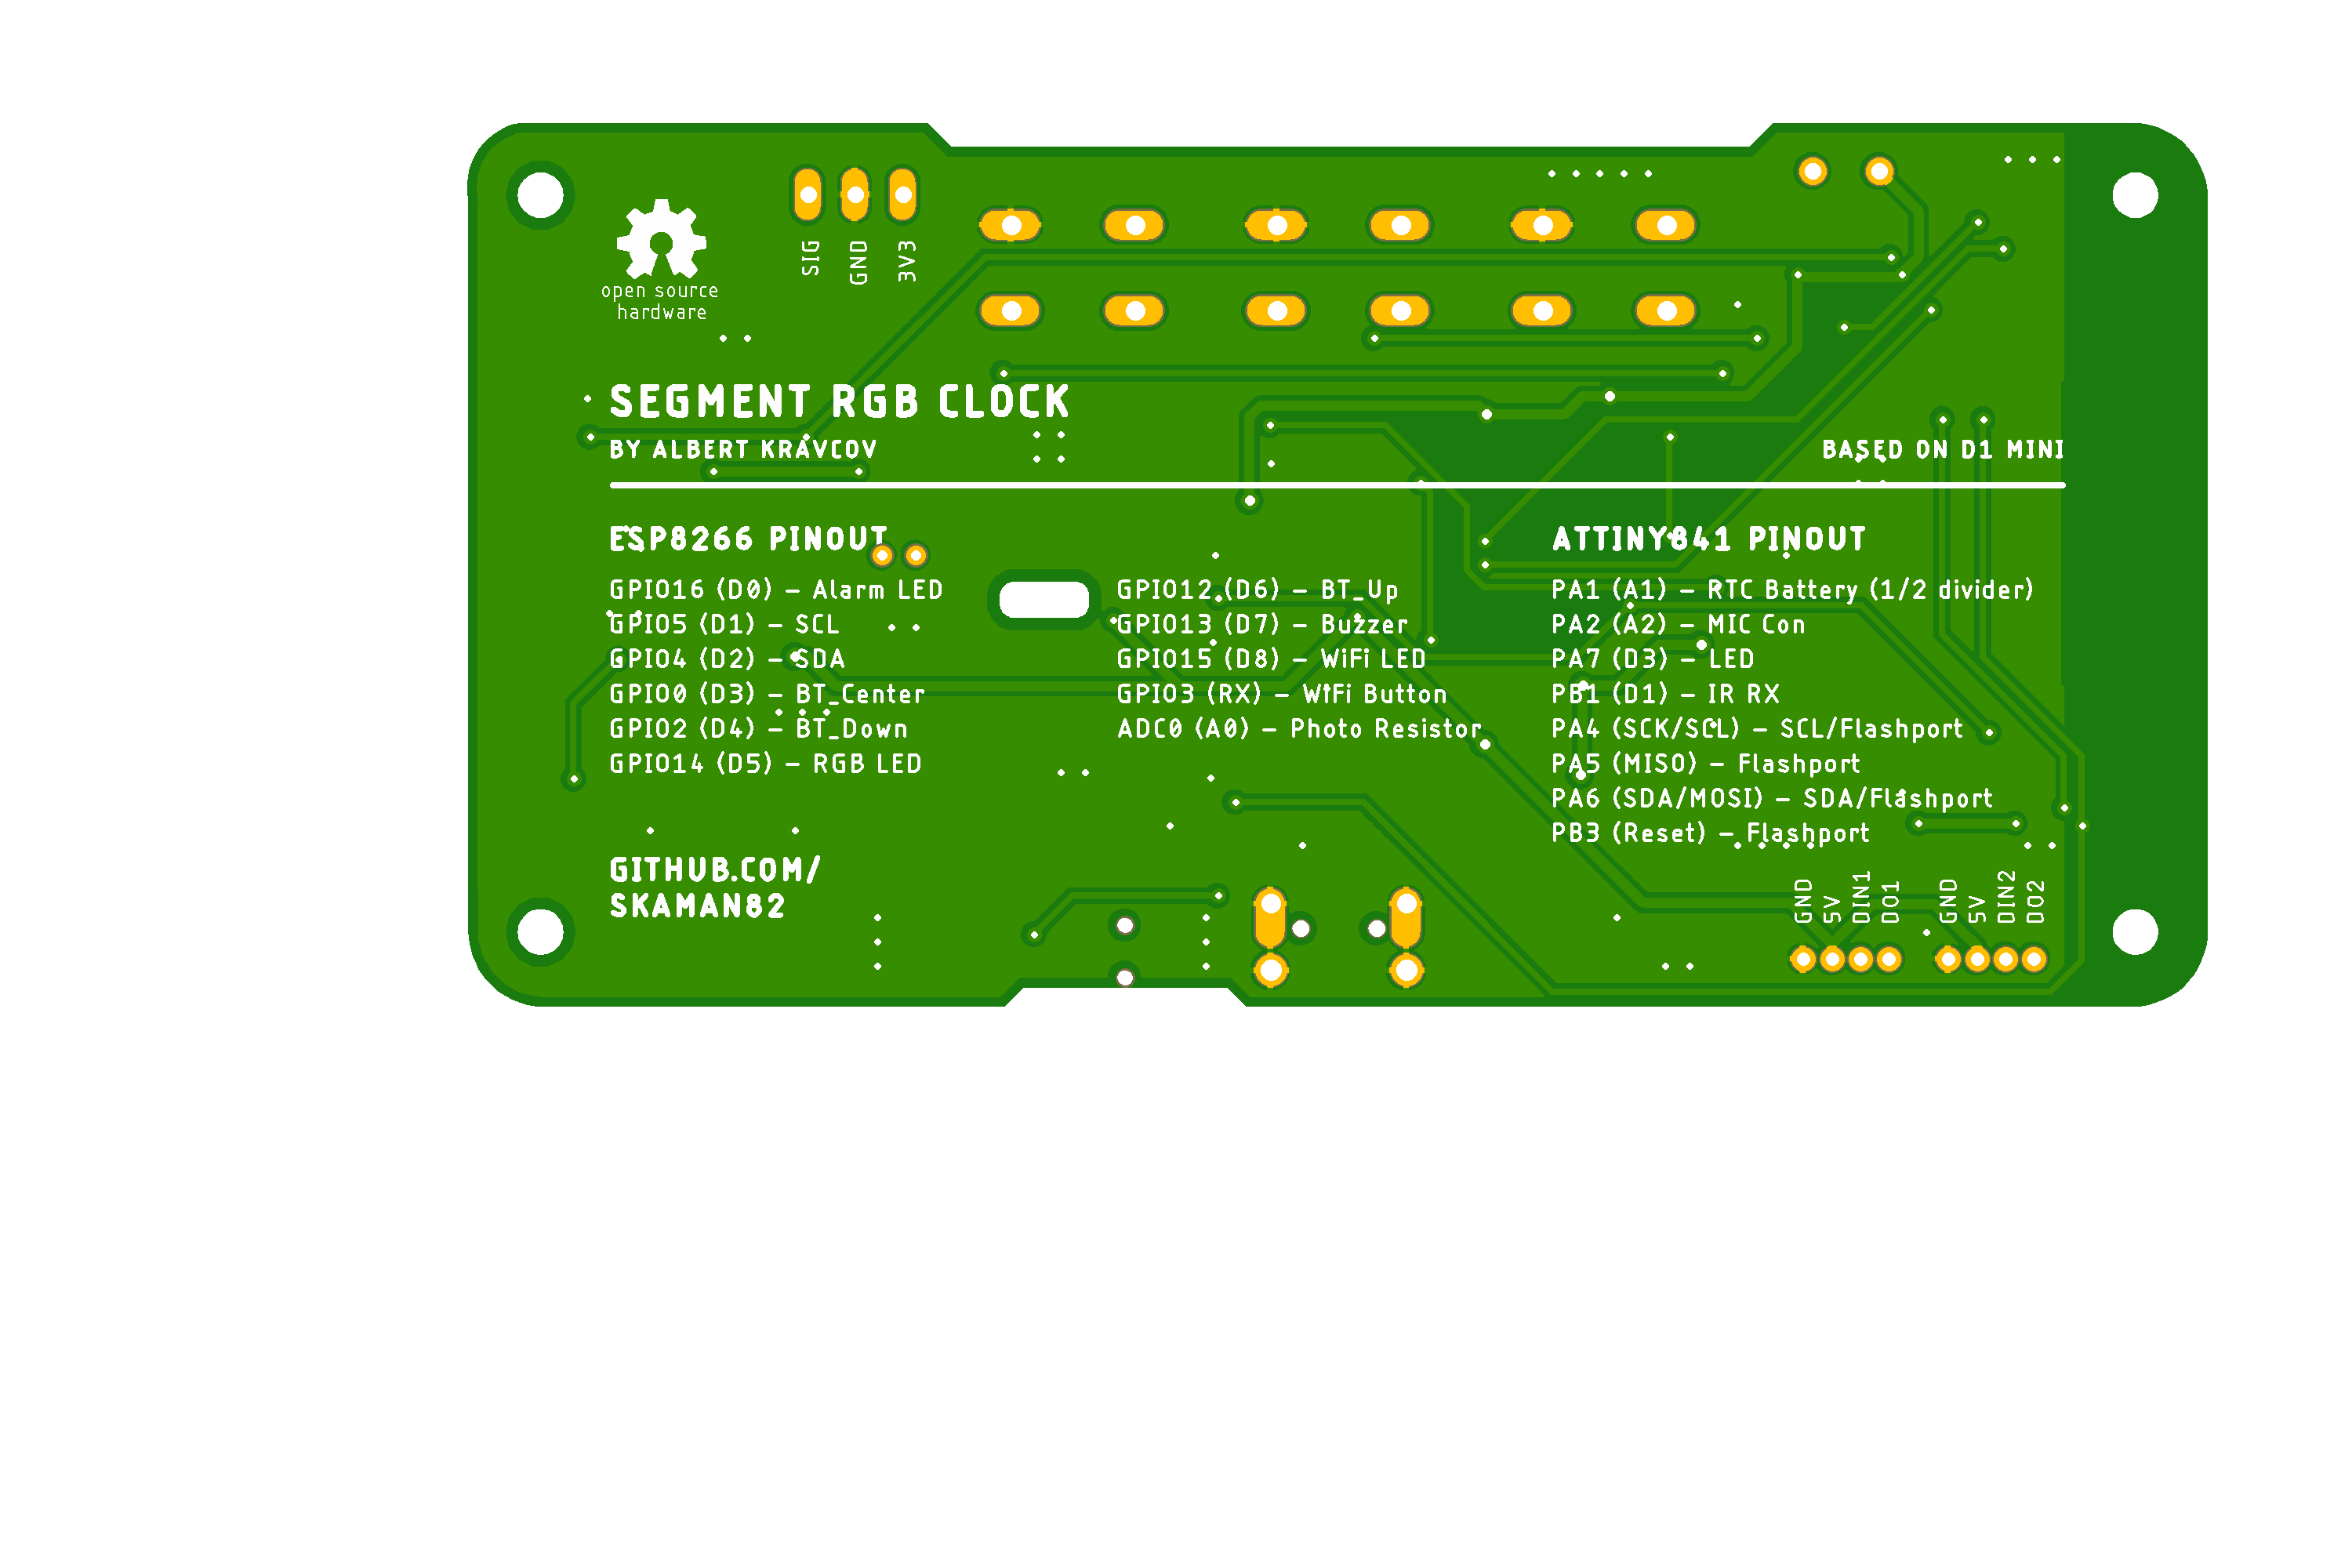 SIG
GND
3V3
open source
hardware
SEGMENT RGB CLOCK
BY ALBERT KRAVCOV
BASED ON D1 MINI
ESP8266 PINOUT
GPIO16 (D0) – Alarm LED
GPIO5 (D1) – SCL
GPIO4 (D2) – SDA
GPIO0 (D3) – BT_Center
GPIO2 (D4) – BT_Down
GPIO14 (D5) – RGB LED
GPIO12 (D6) – BT_Up
GPIO13 (D7) – Buzzer
GPIO15 (D8) – WiFi LED
GPIO3 (RX) – WiFi Button
ADC0 (A0) – Photo Resistor
ATTINY841 PINOUT
PA1 (A1) – RTC Battery (1/2 divider)
PA2 (A2) – MIC Con
PA7 (D3) – LED
PB1 (D1) – IR RX
PA4 (SCK/SCL) – SCL/Flashport
PA5 (MISO) – Flashport
PA6 (SDA/MOSI) – SDA/Flashport
PB3 (Reset) – Flashport
GITHUB.COM/
SKAMAN82
GND
5V
DIN1
DO1
GND
5V
DIN2
DO2